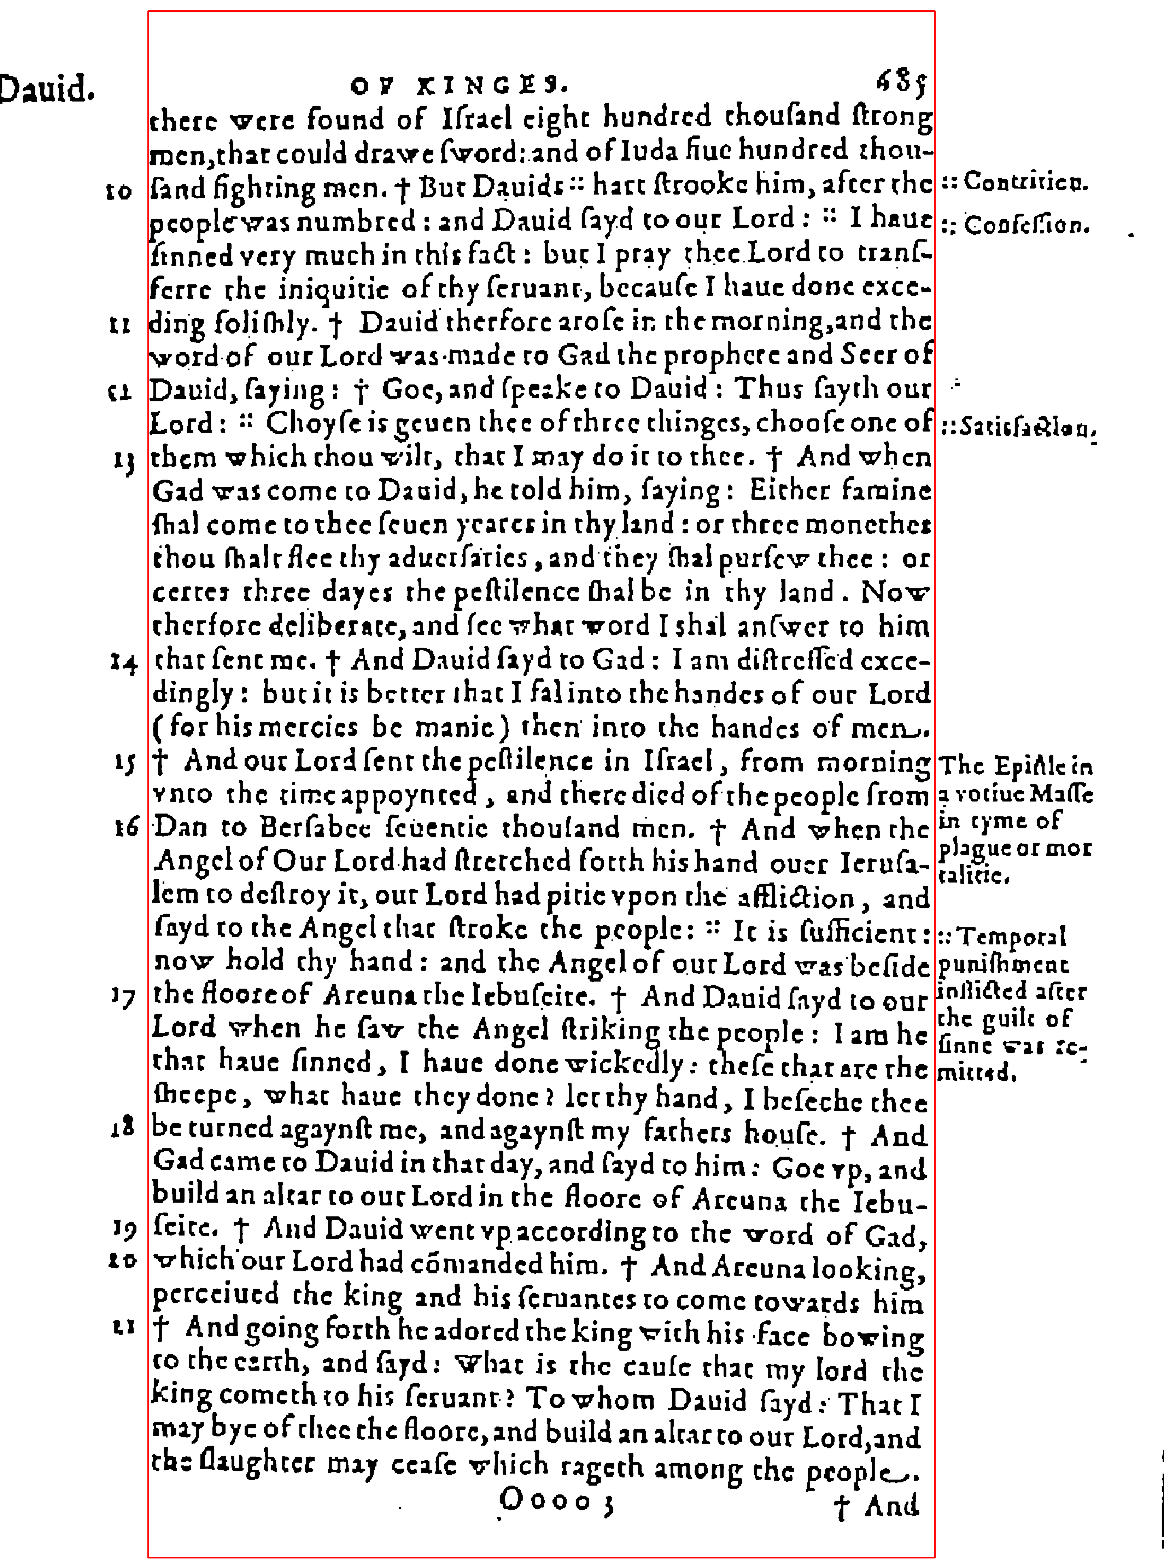 Dauid.
OF KINGES.
685
there were found of Iſrael eight hundred thouſand ſtrong
men, that could drawe ſword: and of Iuda fiue hundred thou-
10 ſand fighting men. † But Dauids :: hart ſtrooke him, after the
:: Contrition.
people was numbred: and Dauid ſayd to our Lord: :: I haue
:: Confeſſion.
ſinned very much in this fact: but I pray thee Lord to tranſ-
ferre the iniquitie of thy ſeruant, becauſe I haue done exce-
11 ding foliſhly. † Dauid therfore aroſe in the morning, and the
word of our Lord was made to Gad the prophete and Seer of
12 Dauid, ſaying: † Goe, and ſpeake to Dauid: Thus ſayth our
Lord: :: Choyſe is geuen thee of three thinges, chooſe one of
:: Satisfaction.
13 them which thou wilt, that I may do it to thee. † And when
Gad was come to Dauid, he told him, ſaying: Either famine
ſhal come to thee ſeuen yeares in thy land: or three monethes
thou ſhalt flee thy aduerſaries, and they ſhal purſew thee: or
certes three dayes the peſtilence ſhal be in thy land. Now
therfore deliberate, and ſee what word I shal anſwer to him
14 that ſent me. † And Dauid ſayd to Gad: I am diſtreſſed exce-
dingly: but it is better that I fal into the handes of our Lord
(for his mercies be manie) then into the handes of men.
15 † And our Lord ſent the peſtilence in Iſrael, from morning
vnto the time appoynted, and there died of the people from
16 Dan to Berſabee ſeuentie thouſand men. † And when the
Angel of Our Lord had ſtretched forth his hand ouer Ieruſa-
lem to deſtroy it, our Lord had pitie vpon the affliction, and
The Epiſtle in
a votiue Maſſe
in tyme of
plague or mor
talitie.
ſayd to the Angel that ſtroke the people: :: It is ſufficient:
now hold thy hand: and the Angel of our Lord was beſide
17 the floore of Areuna the Iebuſeite. † And Dauid ſayd to our
Lord when he ſaw the Angel ſtriking the people: I am he
that haue ſinned, I haue done wickedly: theſe that are the
:: Temporal
puniſhment
inflicted after
the guilt of
ſinne was re-
mitted.
ſheepe, what haue they done? let thy hand, I beſeche thee
18 be turned agaynſt me, and agaynſt my fathers houſe. † And
Gad came to Dauid in that day, and ſayd to him: Goe vp, and
build an altar to our Lord in the floore of Areuna the Iebu-
19 ſeite. † And Dauid went vp according to the word of Gad,
20 which our Lord had cõmanded him. † And Areuna looking,
perceiued the king and his ſeruantes to come towards him
21 † And going forth he adored the king with his face bowing
to the earth, and ſayd: What is the cauſe that my lord the
king cometh to his ſeruant? To whom Dauid ſayd: That I
may bye of thee the floore, and build an altar to our Lord, and
the ſlaughter may ceaſe which rageth among the people.
Oooo 3
† And